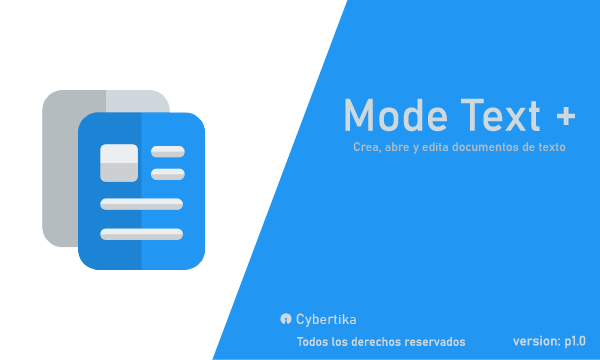 Mode Text +
Crea, abre y edita documentos de texto
Cybertika
Todos los derechos reservados
version: p1.0